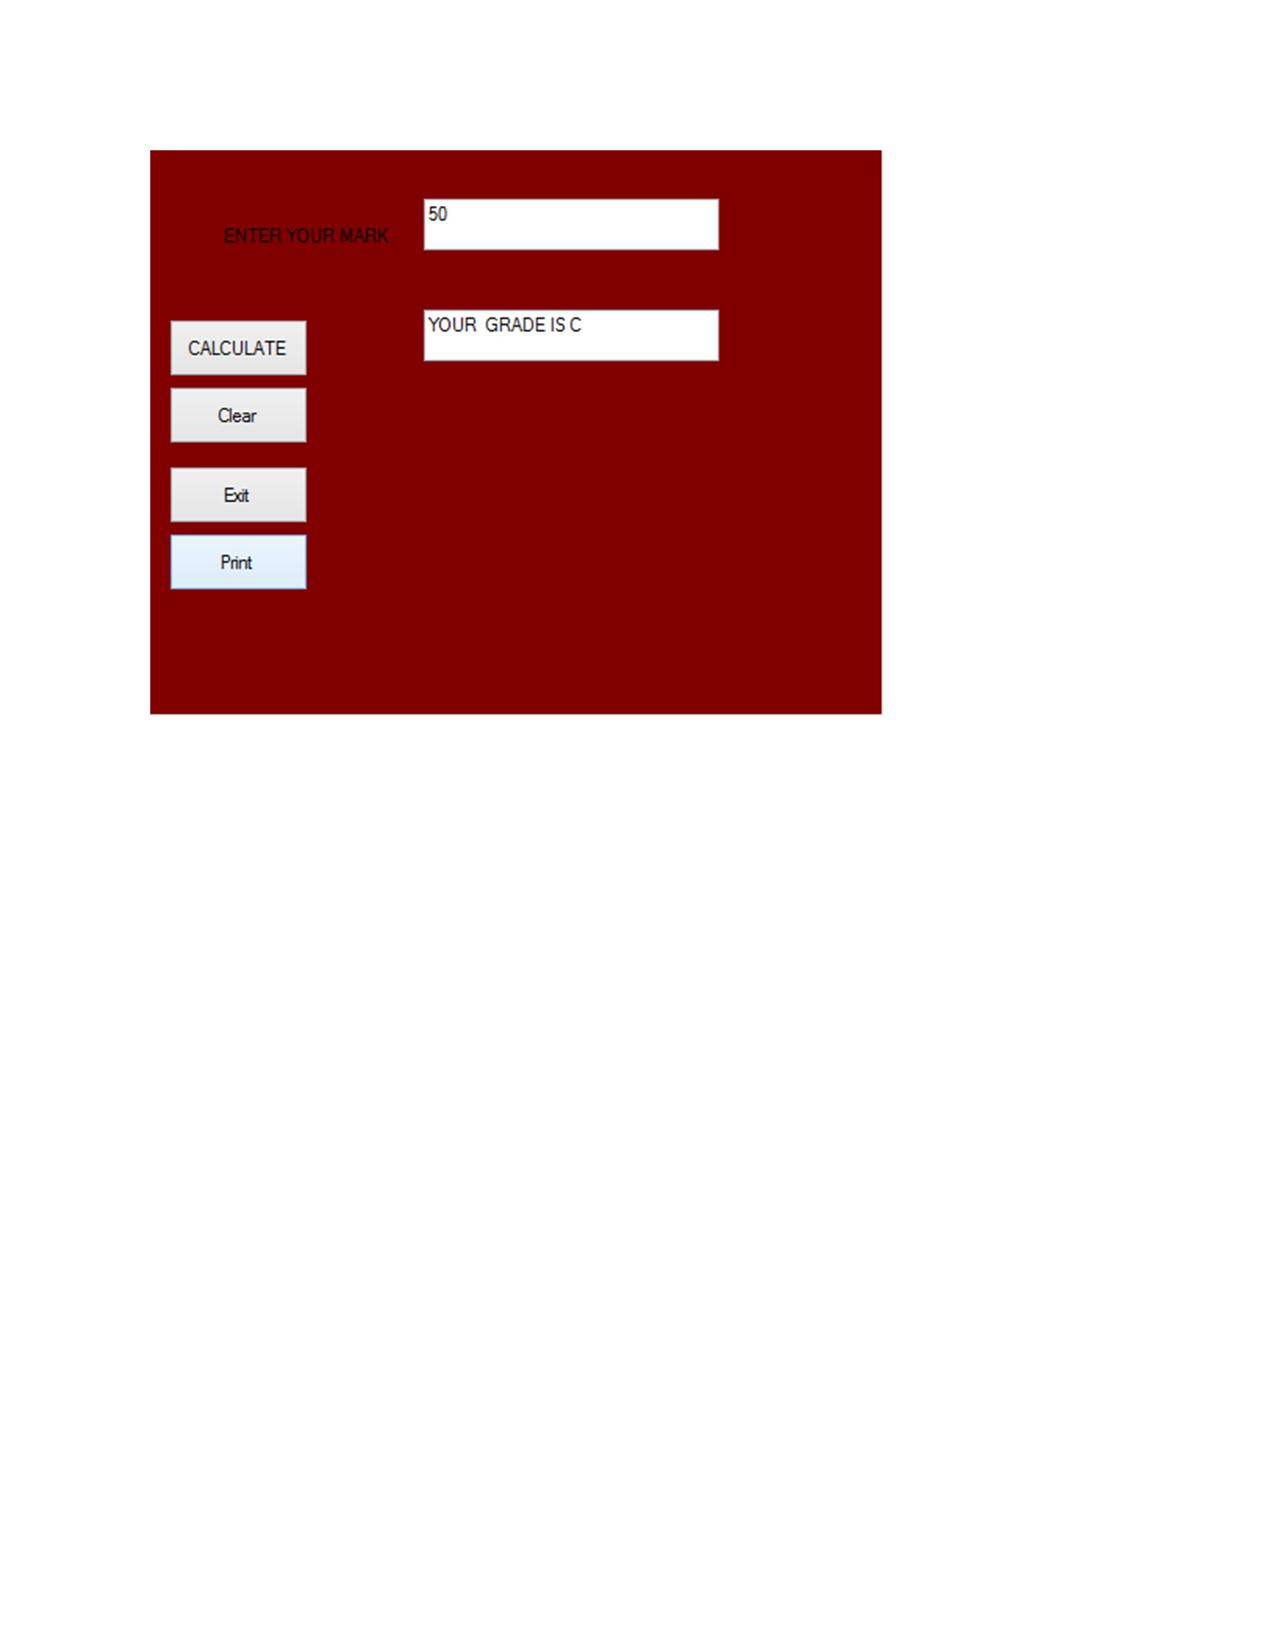 50
ENTER YOUR MARK
YOUR  GRADE IS C
CALCULATE
Clear
Exit
Print